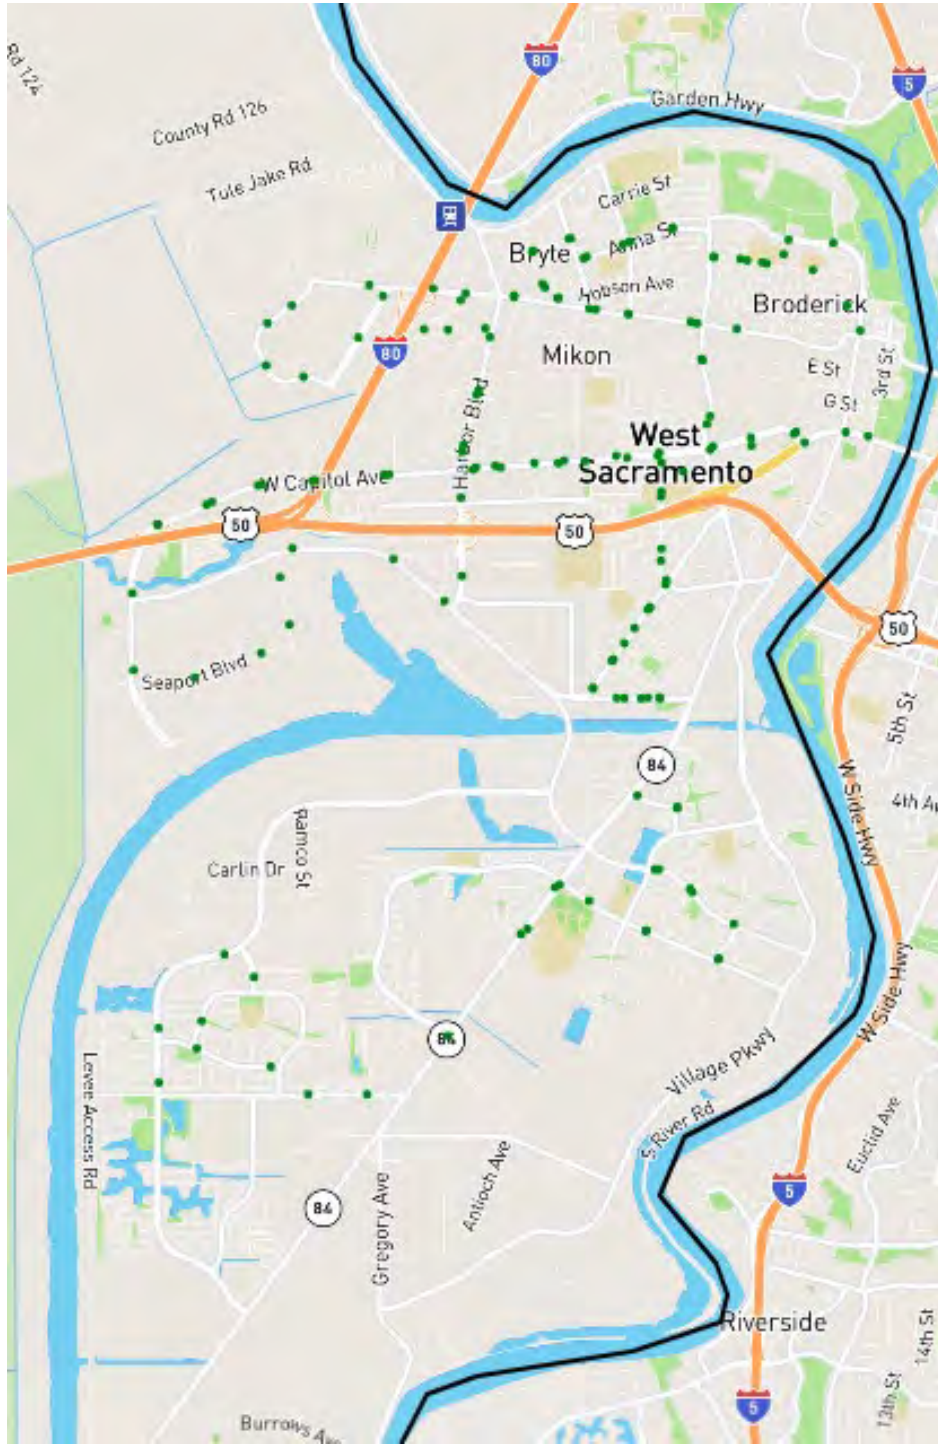 Rd 124
80
5
Garden Hwy
County Rd 126
Tule Jake Rd
Carrie St
Anna St
Bryte
Hobson Ave
Broderick
80
Mikon
E St
3rd St
G St
Harbor Blvd
West
Sacramento
W Capitol Ave
50
50
50
Seaport Blvd
5th St
84
W Side Hwy
4th Av
Ramco St
Carlin Dr
W Side Hwy
84
Village Pkwy
Levee Access Rd
S River Rd
Euclid Ave
Antioch Ave
5
84
Gregory Ave
Riverside
14th St
13th St
5
Burrows Ave